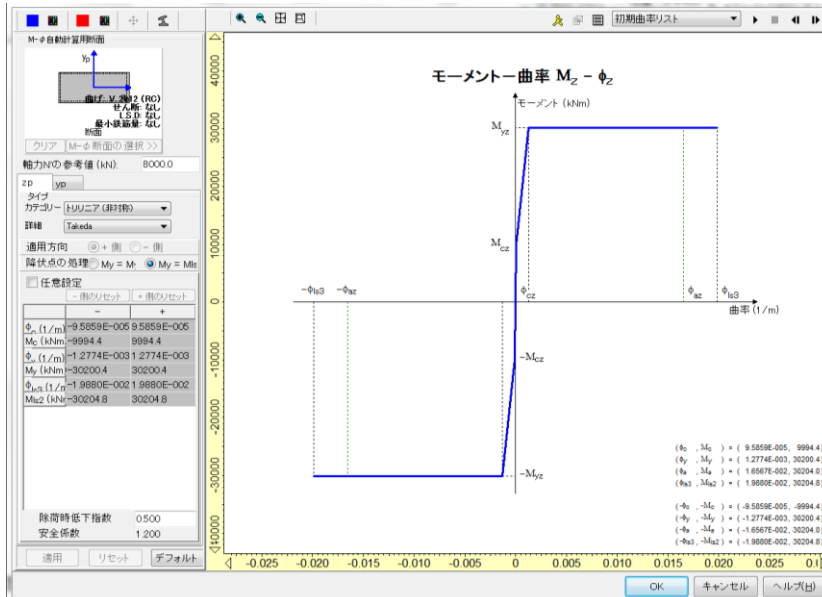 初期曲率リスト
M-φ自動計算用断面
yp
曲げ: V 2012 (RC)
せん断: なし
L.S.D: なし
最小鉄筋量: なし
断面
クリア
M-φ断面の選択 >>
軸力N'の参考値(kN): 8000.0
zp yp
タイプ
カテゴリー トリリニア (非対称)
詳細 Takeda
適用方向 +側 -側
降伏点の処理 My = M My = Mls
任意設定
-側のリセット +側のリセット
- +
φc (1/m) -9.5859E-005 9.5859E-005
Mc (kNm -9994.4 9994.4
φy (1/m) -1.2774E-003 1.2774E-003
My (kNm -30200.4 30200.4
φls3 (1/m -1.9880E-002 1.9880E-002
Mls2 (kN -30204.8 30204.8
除荷時低下指数 0.500
安全係数 1.200
適用 リセット デフォルト
モーメントー曲率 Mz - φz
モーメント (kNm)
40000
30000
20000
10000
0
-10000
-20000
-30000
-40000
Myz
Mcz
-φls3 -φaz φcz φaz φls3
曲率 (1/m)
-Mcz
-Myz
(φc , Mc ) = ( 9.5859E-005, 9994.4)
(φy , My ) = ( 1.2774E-003, 30200.4)
(φa , Ma ) = ( 1.6567E-002, 30204.0)
(φls3 , Mls2 ) = ( 1.9880E-002, 30204.8)
(-φc , -Mc ) = (-9.5859E-005, -9994.4)
(-φy , -My ) = (-1.2774E-003, -30200.4)
(-φa , -Ma ) = (-1.6567E-002, -30204.0)
(-φls3 , -Mls2 ) = (-1.9880E-002, -30204.8)
-0.025 -0.020 -0.015 -0.010 -0.005 0 0.005 0.010 0.015 0.020 0.025
OK キャンセル ヘルプ(H)